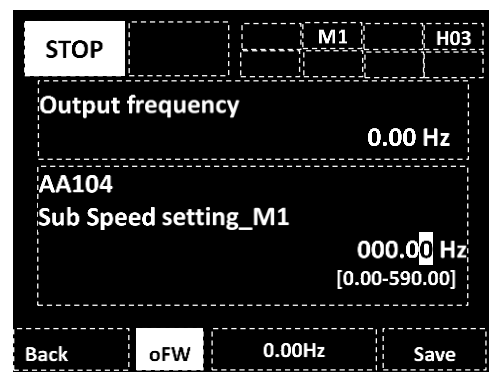 STOP
M1
H03
Output frequency
0.00 Hz
AA104
Sub Speed setting_M1
000.00 Hz
[0.00-590.00]
Back
oFW
0.00Hz
Save